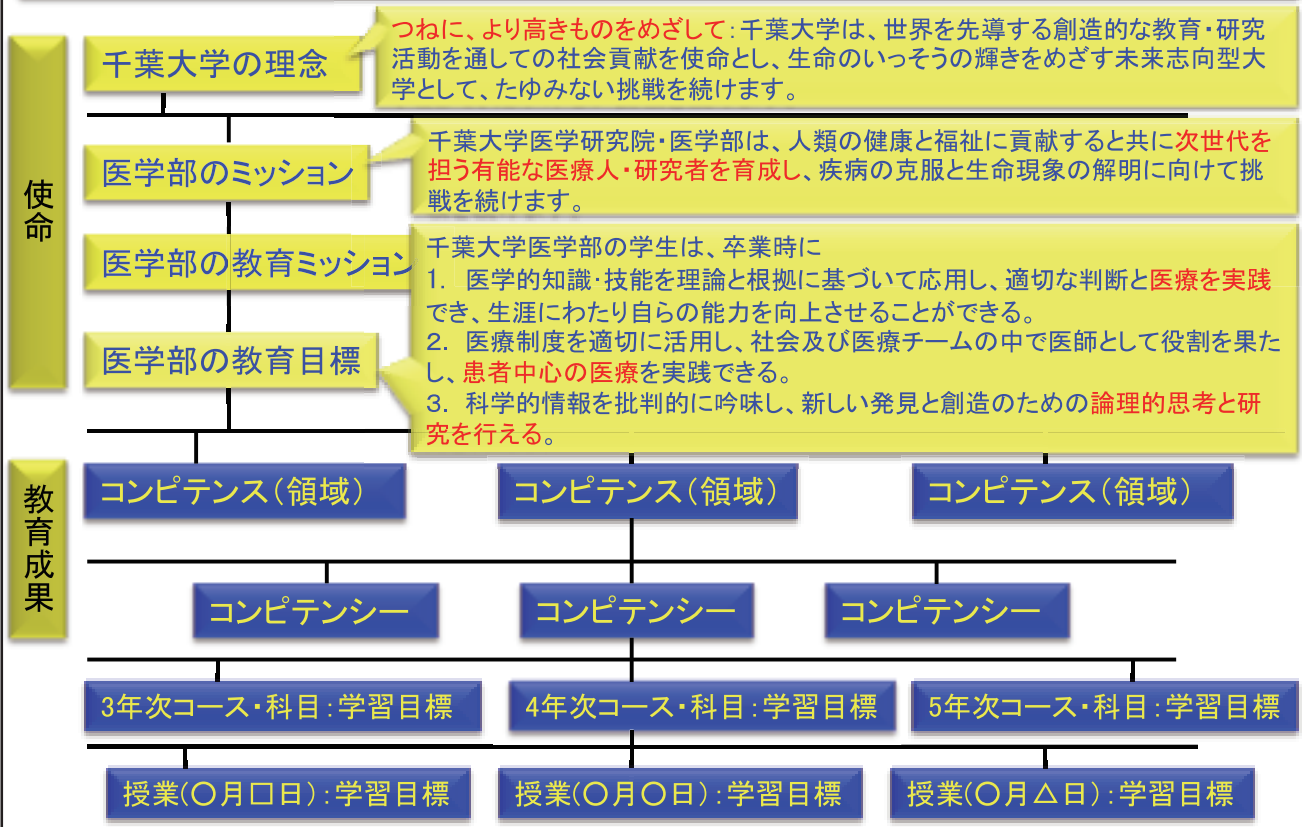 使命
千葉大学の理念
つねに、より高きものをめざして:千葉大学は、世界を先導する創造的な教育・研究
活動を通しての社会貢献を使命とし、生命のいっそうの輝きをめざす未来志向型大
学として、たゆみない挑戦を続けます。
医学部のミッション
千葉大学医学研究院・医学部は、人類の健康と福祉に貢献すると共に次世代を
担う有能な医療人・研究者を育成し、疾病の克服と生命現象の解明に向けて挑
戦を続けます。
医学部の教育ミッション
医学部の教育目標
千葉大学医学部の学生は、卒業時に
1. 医学的知識・技能を理論と根拠に基づいて応用し、適切な判断と医療を実践
でき、生涯にわたり自らの能力を向上させることができる。
2. 医療制度を適切に活用し、社会及び医療チームの中で医師として役割を果た
し、患者中心の医療を実践できる。
3. 科学的情報を批判的に吟味し、新しい発見と創造のための論理的思考と研
究を行える。
教育成果
コンピテンス(領域)
コンピテンス(領域)
コンピテンス(領域)
コンピテンシー
コンピテンシー
コンピテンシー
3年次コース・科目:学習目標
4年次コース・科目:学習目標
5年次コース・科目:学習目標
授業(〇月□日):学習目標
授業(〇月〇日):学習目標
授業(〇月△日):学習目標